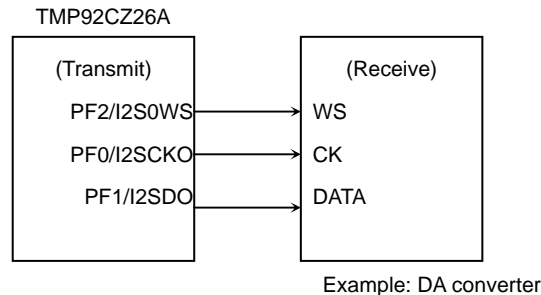 TMP92CZ26A
(Transmit)
(Receive)
PF2/I2S0WS
WS
PF0/I2SCKO
CK
PF1/I2SDO
DATA
Example: DA converter